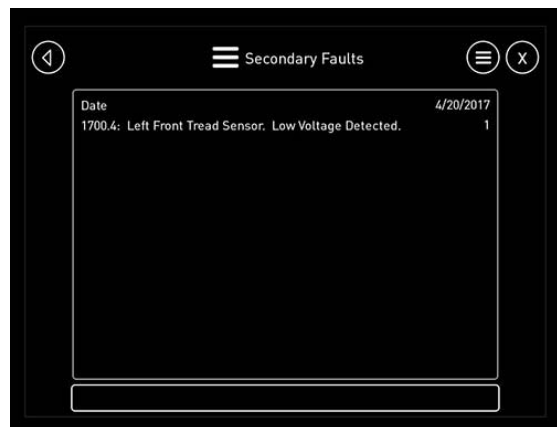 Secondary Faults
X
Date 4/20/2017
1700.4: Left Front Tread Sensor. Low Voltage Detected. 1